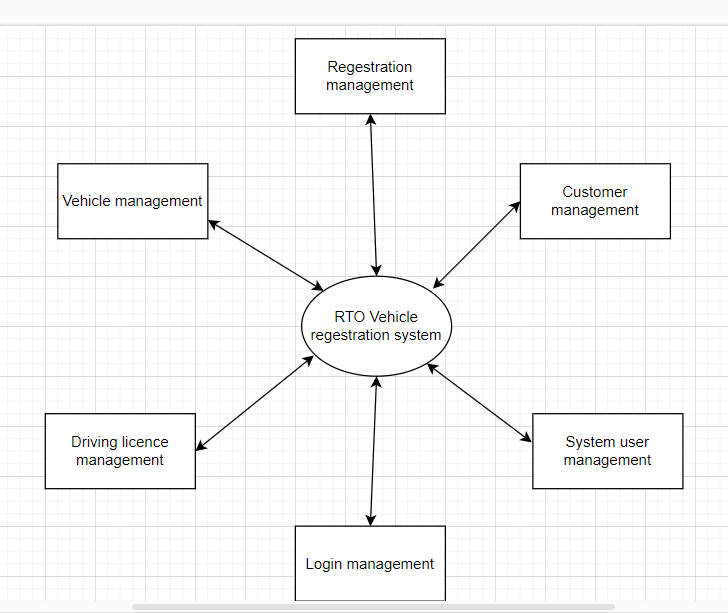 Regestration
management
Vehicle management
Customer
management
RTO Vehicle
regestration system
Driving licence
management
System user
management
Login management